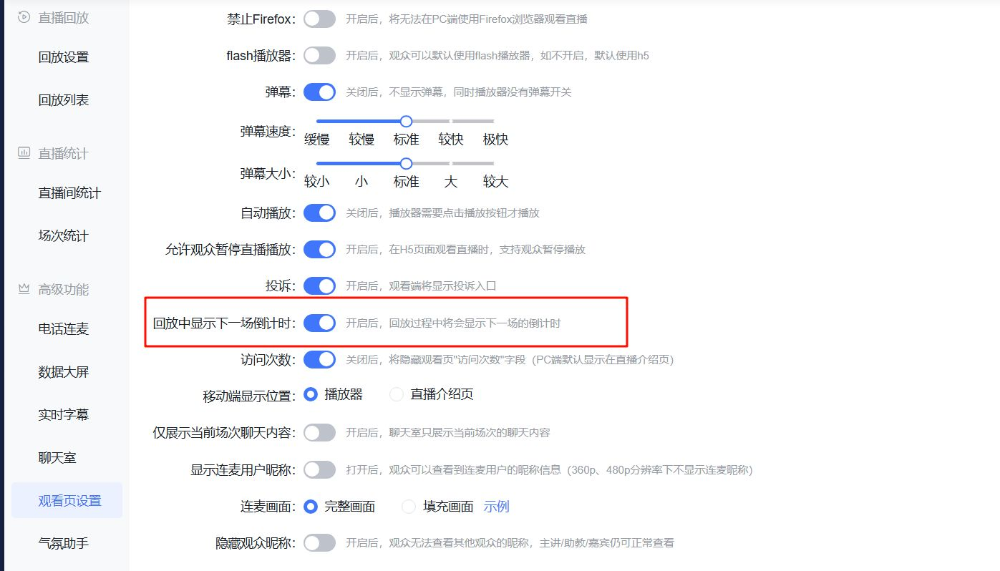 直播回放
回放设置
回放列表
直播统计
直播间统计
场次统计
高级功能
电话连麦
数据大屏
实时字幕
聊天室
观看页设置
气氛助手
禁止Firefox: 开启后，将无法在PC端使用Firefox浏览器观看直播
flash播放器: 开启后，观众可以默认使用flash播放器，如不开启，默认使用h5
弹幕: 关闭后，不显示弹幕，同时播放器没有弹幕开关
弹幕速度:
缓慢 较慢 标准 较快 极快
弹幕大小:
较小 小 标准 大 较大
自动播放: 关闭后，播放器需要点击播放按钮才播放
允许观众暂停直播播放: 开启后，在H5页面观看直播时，支持观众暂停播放
投诉: 开启后，观看端将显示投诉入口
回放中显示下一场倒计时: 开启后，回放过程中将会显示下一场的倒计时
访问次数: 关闭后，将隐藏观看页"访问次数"字段（PC端默认显示在直播介绍页）
移动端显示位置: 播放器 直播介绍页
仅展示当前场次聊天内容: 开启后，聊天室只展示当前场次的聊天内容
显示连麦用户昵称: 打开后，观众可以查看到连麦用户的昵称信息（360p、480p分辨率下不显示连麦昵称）
连麦画面: 完整画面 填充画面 示例
隐藏观众昵称: 开启后，观众无法查看其他观众的昵称，主讲/助教/嘉宾仍可正常查看